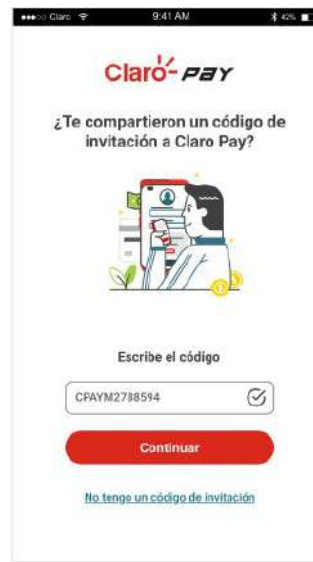 Claro 9:41 AM 42%
Claro- pay
¿Te compartieron un código de
invitación a Claro Pay?
Escribe el código
CPAYM2788594
Continuar
No tengo un código de invitación